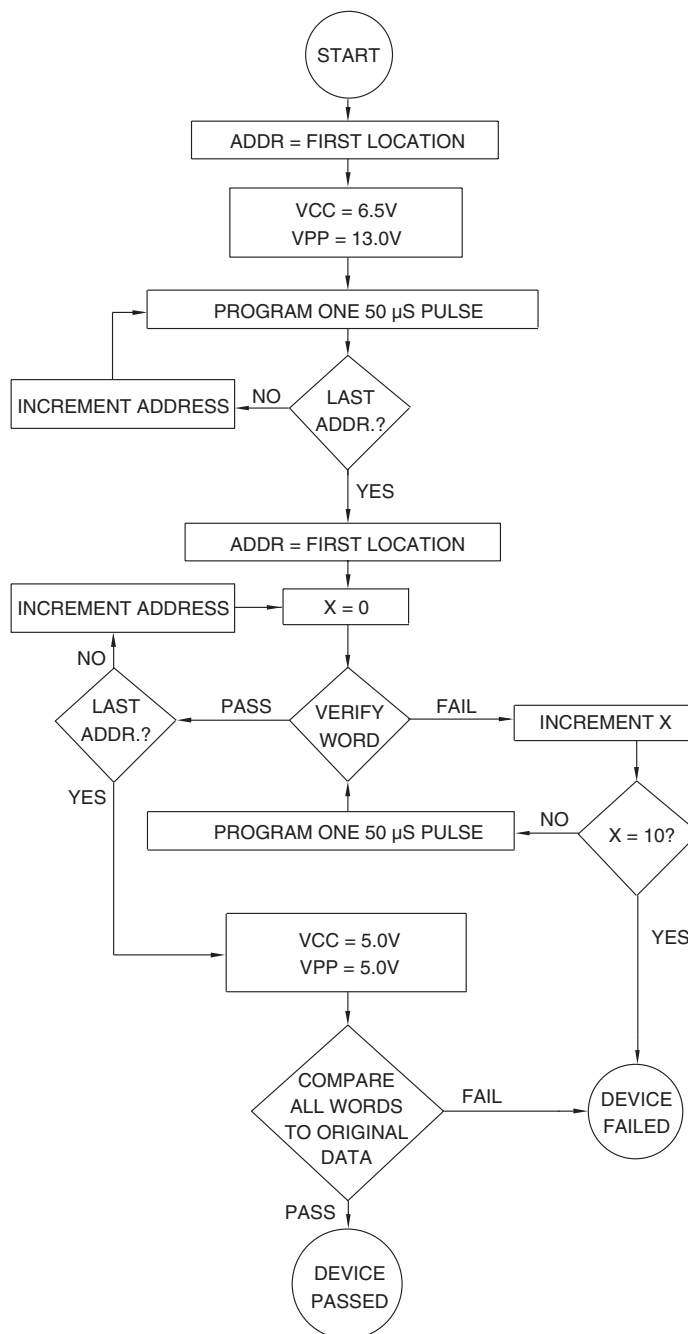 START
ADDR = FIRST LOCATION
VCC = 6.5V
VPP = 13.0V
PROGRAM ONE 50 µS PULSE
INCREMENT ADDRESS
NO
LAST
ADDR.?
YES
ADDR = FIRST LOCATION
INCREMENT ADDRESS
X = 0
NO
LAST
ADDR.?
PASS
VERIFY
WORD
FAIL
INCREMENT X
YES
PROGRAM ONE 50 µS PULSE
NO
X = 10?
VCC = 5.0V
VPP = 5.0V
YES
COMPARE
ALL WORDS
TO ORIGINAL
DATA
FAIL
DEVICE
FAILED
PASS
DEVICE
PASSED